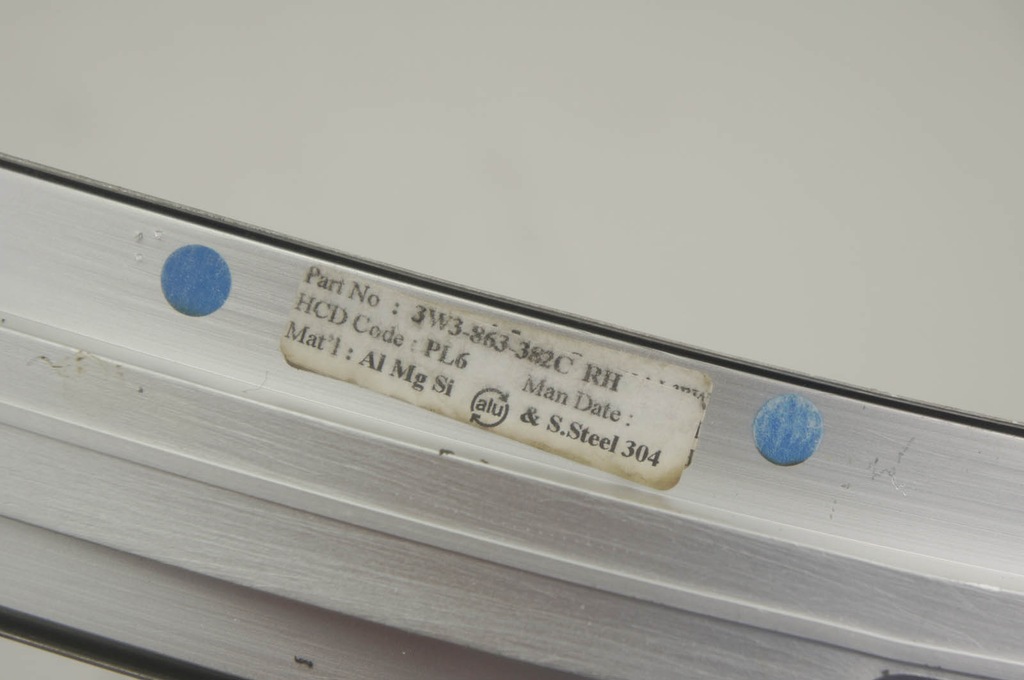 Part No : 3W3-863-382C RH
HCD Code : PL6 Man Date :
Mat'l : Al Mg Si alu & S.Steel 304